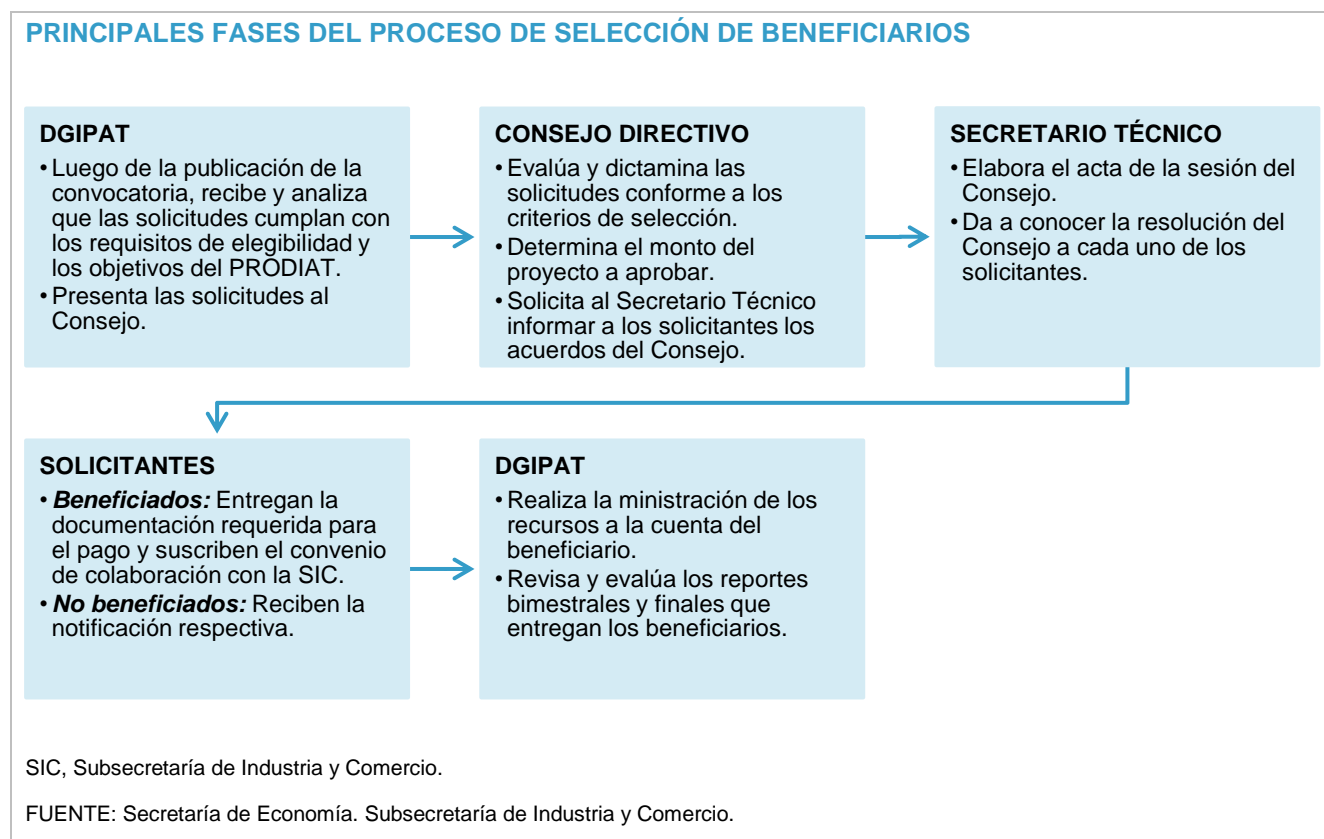 PRINCIPALES FASES DEL PROCESO DE SELECCIÓN DE BENEFICIARIOS
DGIPAT
• Luego de la publicación de la
convocatoria, recibe y analiza
que las solicitudes cumplan con
los requisitos de elegibilidad y
los objetivos del PRODIAT.
• Presenta las solicitudes al
Consejo.
CONSEJO DIRECTIVO
• Evalúa y dictamina las
solicitudes conforme a los
criterios de selección.
• Determina el monto del
proyecto a aprobar.
• Solicita al Secretario Técnico
informar a los solicitantes los
acuerdos del Consejo.
SECRETARIO TÉCNICO
• Elabora el acta de la sesión del
Consejo.
• Da a conocer la resolución del
Consejo a cada uno de los
solicitantes.
SOLICITANTES
• Beneficiados: Entregan la
documentación requerida para
el pago y suscriben el convenio
de colaboración con la SIC.
• No beneficiados: Reciben la
notificación respectiva.
DGIPAT
• Realiza la ministración de los
recursos a la cuenta del
beneficiario.
• Revisa y evalúa los reportes
bimestrales y finales que
entregan los beneficiarios.
SIC, Subsecretaría de Industria y Comercio.
FUENTE: Secretaría de Economía. Subsecretaría de Industria y Comercio.